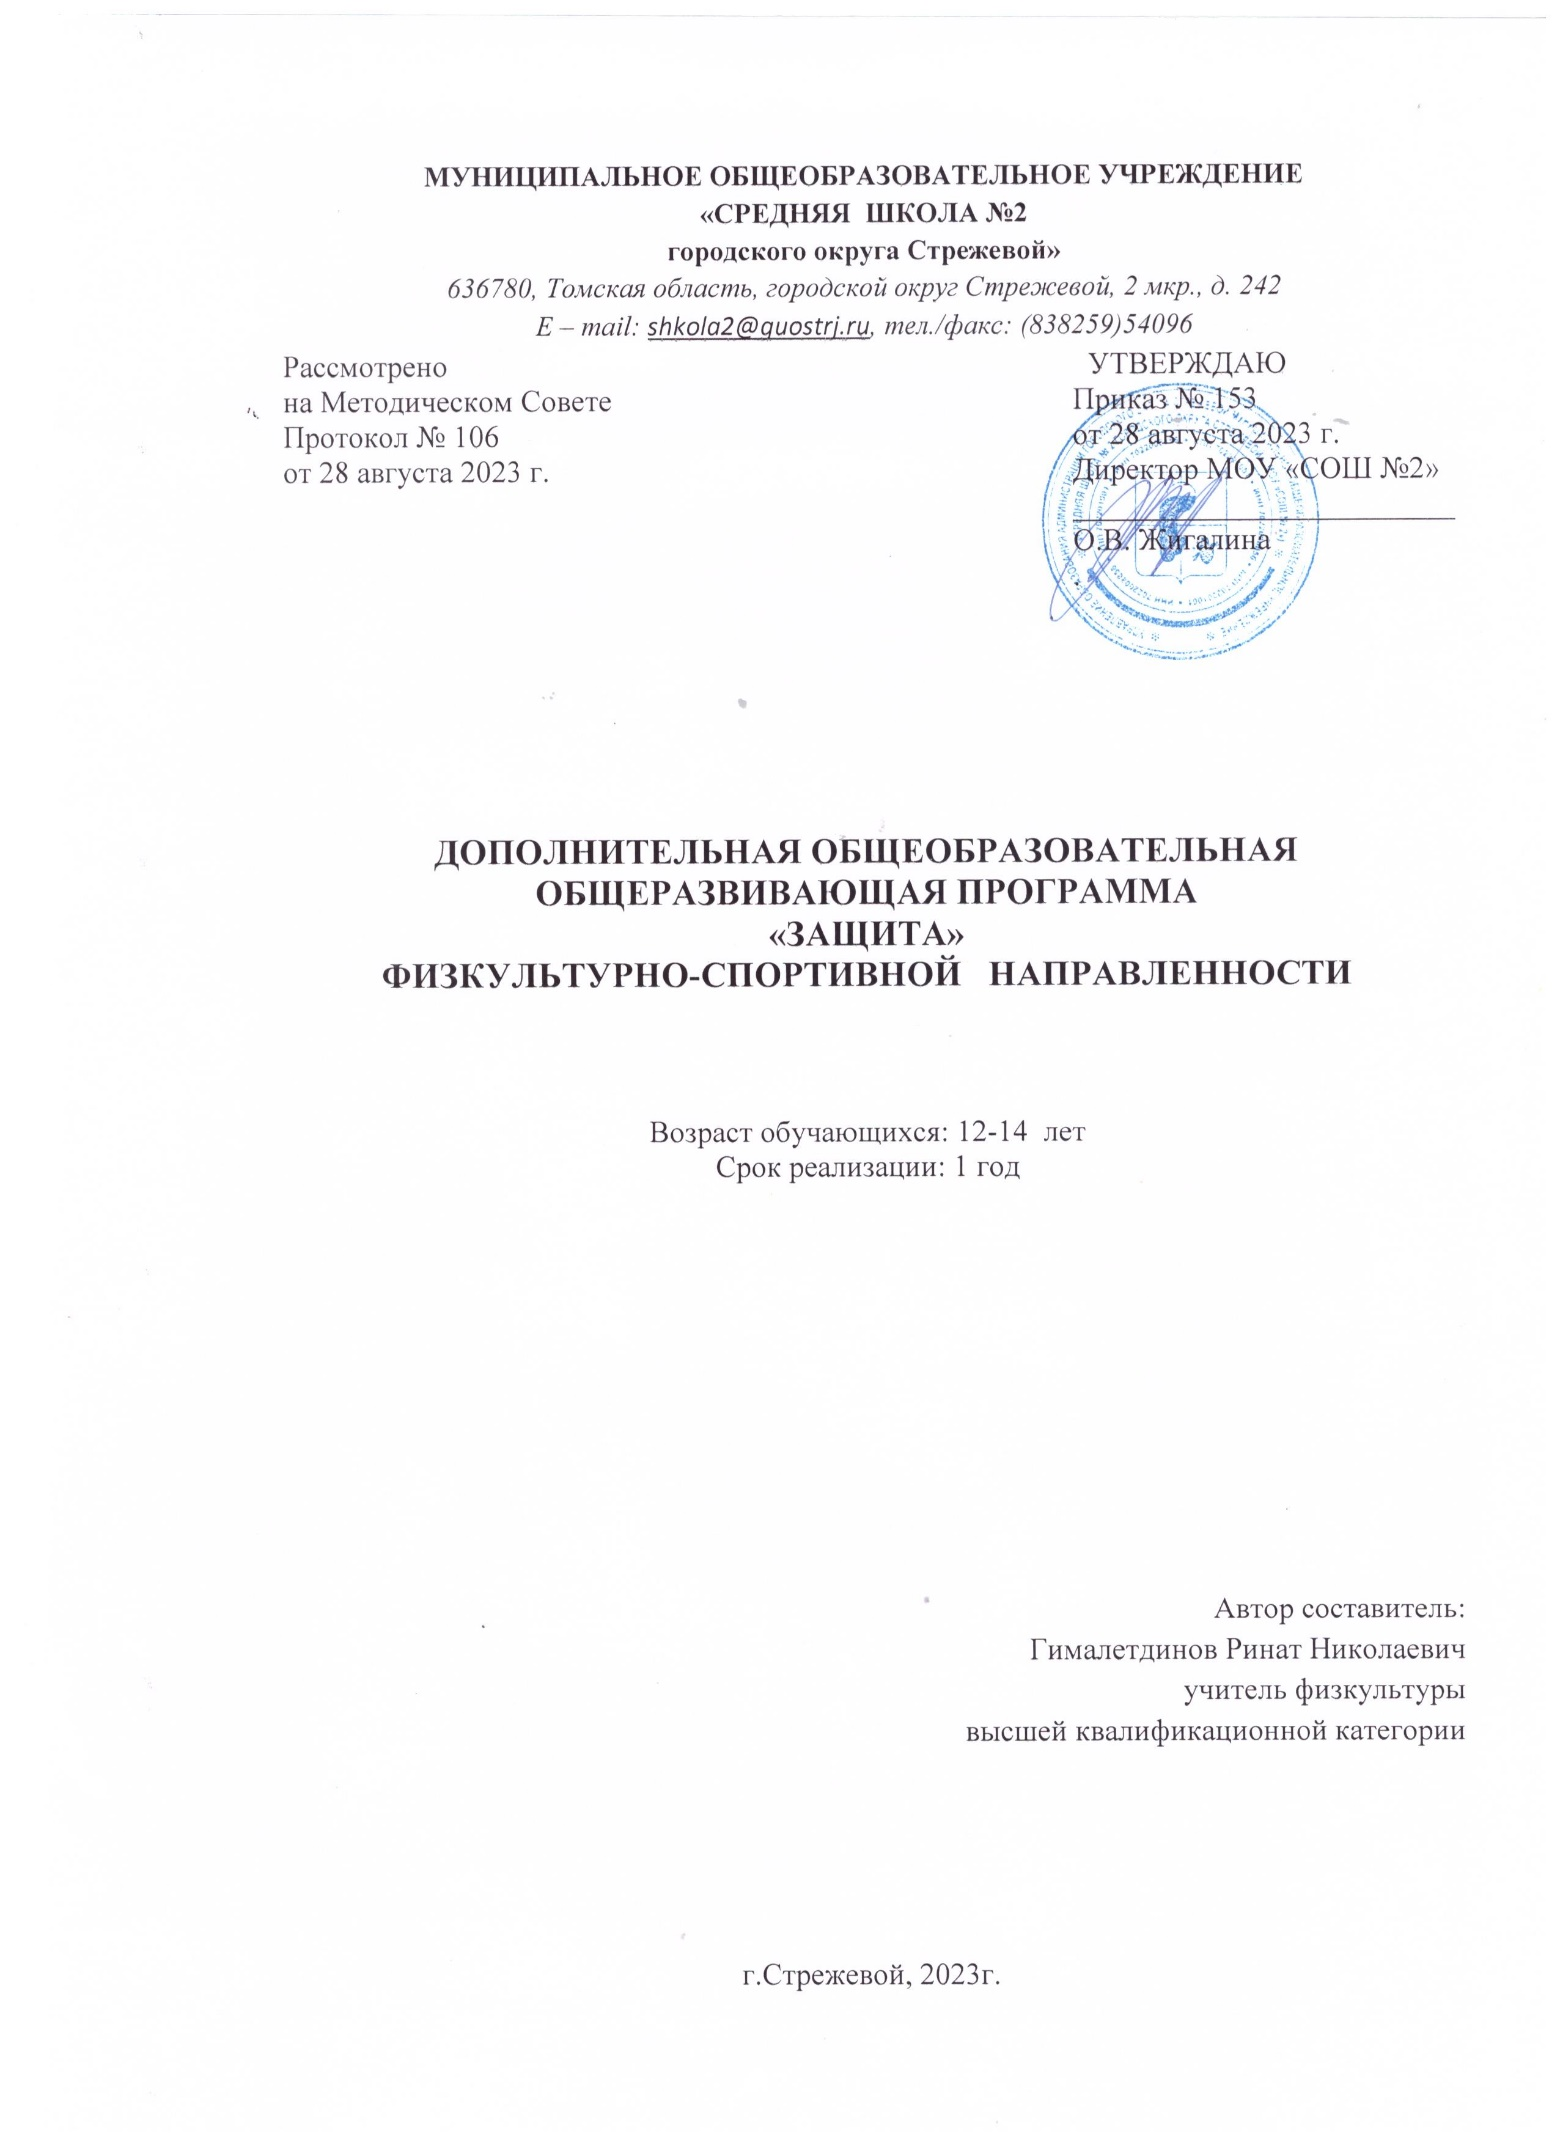 МУНИЦИПАЛЬНОЕ ОБЩЕОБРАЗОВАТЕЛЬНОЕ УЧРЕЖДЕНИЕ
«СРЕДНЯЯ ШКОЛА №2
городского округа Стрежевой»
636780, Томская область, городской округ Стрежевой, 2 мкр., д. 242
E – mail: shkola2@guostrj.ru, тел./факс: (838259)54096
Рассмотрено
на Методическом Совете
Протокол № 106
от 28 августа 2023 г.
УТВЕРЖДАЮ
Приказ № 153
от 28 августа 2023 г.
Директор МОУ «СОШ №2»
О.В. Жигалина
ДОПОЛНИТЕЛЬНАЯ ОБЩЕОБРАЗОВАТЕЛЬНАЯ
ОБЩЕРАЗВИВАЮЩАЯ ПРОГРАММА
«ЗАЩИТА»
ФИЗКУЛЬТУРНО-СПОРТИВНОЙ НАПРАВЛЕННОСТИ
Возраст обучающихся: 12-14 лет
Срок реализации: 1 год
Автор составитель:
Гималетдинов Ринат Николаевич
учитель физкультуры
высшей квалификационной категории
г.Стрежевой, 2023г.